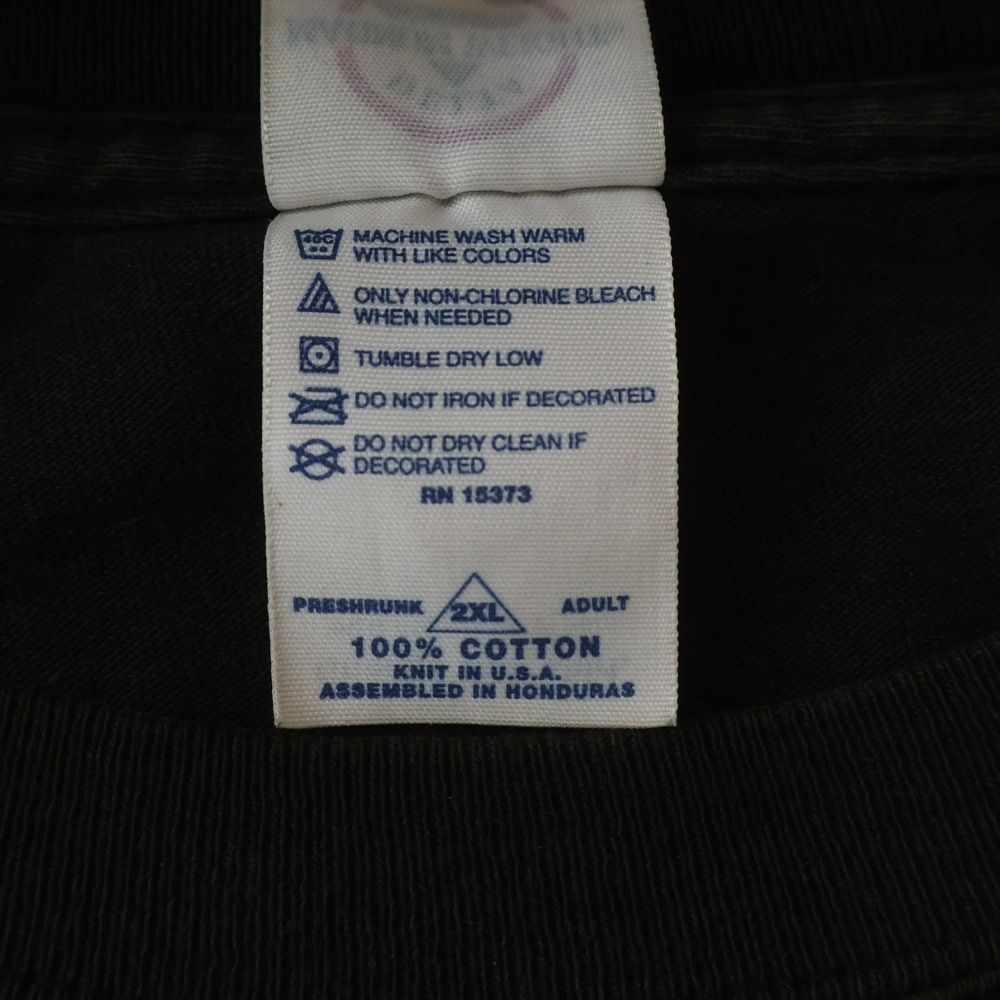 40C
MACHINE WASH WARM
WITH LIKE COLORS
ONLY NON-CHLORINE BLEACH
WHEN NEEDED
TUMBLE DRY LOW
DO NOT IRON IF DECORATED
DO NOT DRY CLEAN IF
DECORATED
RN 15373
PRESHRUNK 2XL ADULT
100% COTTON
KNIT IN U.S.A.
ASSEMBLED IN HONDURAS